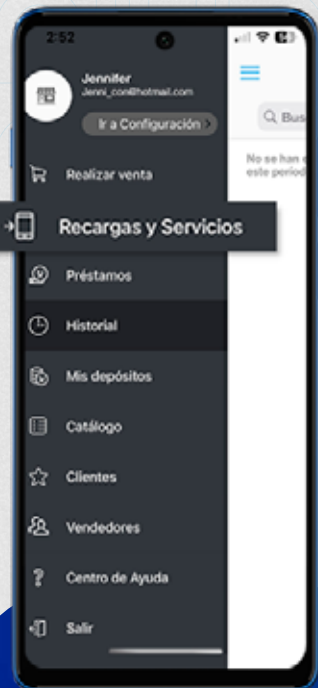 2:52
Jennifer
Jenni_con@hotmail.com
Ir a Configuración
Bus
No se han e
este period
Realizar venta
Recargas y Servicios
Préstamos
Historial
Mis depósitos
Catálogo
Clientes
Vendedores
Centro de Ayuda
Salir